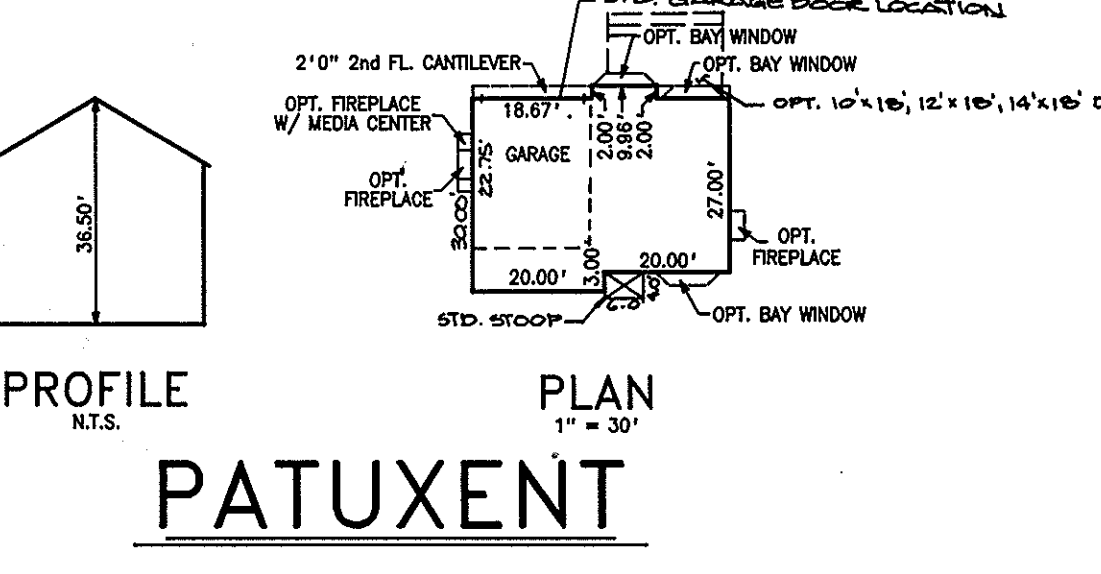 GARAGE DOOR LOCATION
OPT. BAY WINDOW
2'0" 2nd FL. CANTILEVER
OPT. BAY WINDOW
OPT. FIREPLACE
W/ MEDIA CENTER
18.67'
OPT. 10'x18', 12'x18', 14'x18'
2.00'
9.96'
2.00'
GARAGE
22.75'
OPT.
FIREPLACE
36.50'
30.00'
27.00'
OPT.
FIREPLACE
3.00'
20.00'
20.00'
6.0'
4.0'
STD. STOOP
OPT. BAY WINDOW
PROFILE
N.T.S.
PLAN
1" = 30'
PATUXENT